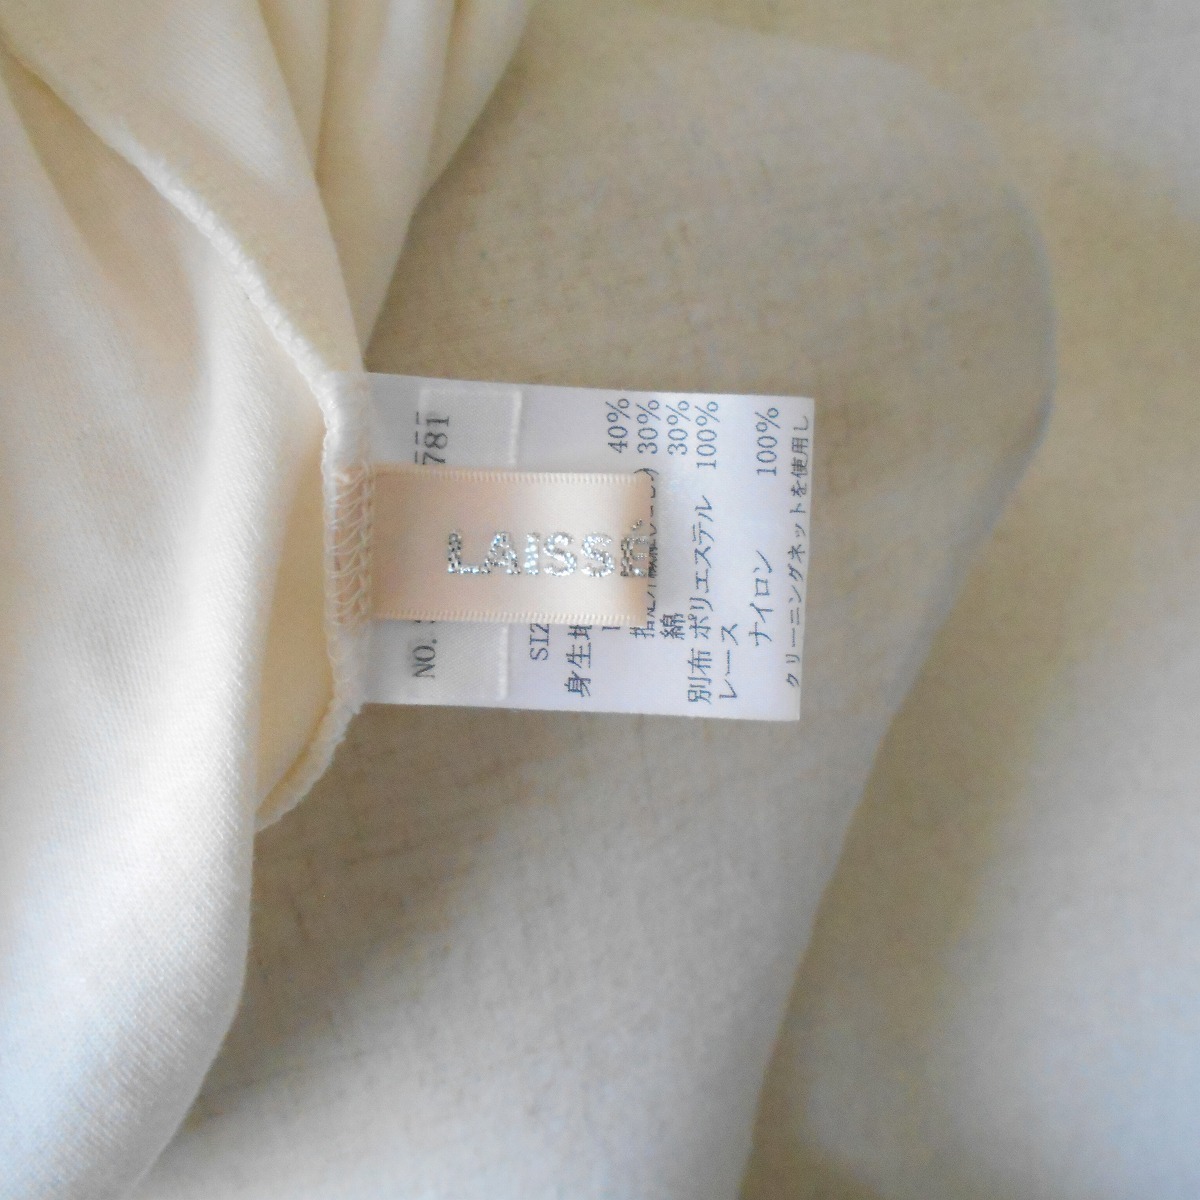 LAISSÉ
NO. 781
SIZ
身生地
40%
30%
綿 30%
別布 ポリエステル 100%
レース
ナイロン 100%
クリーニングネットを使用し